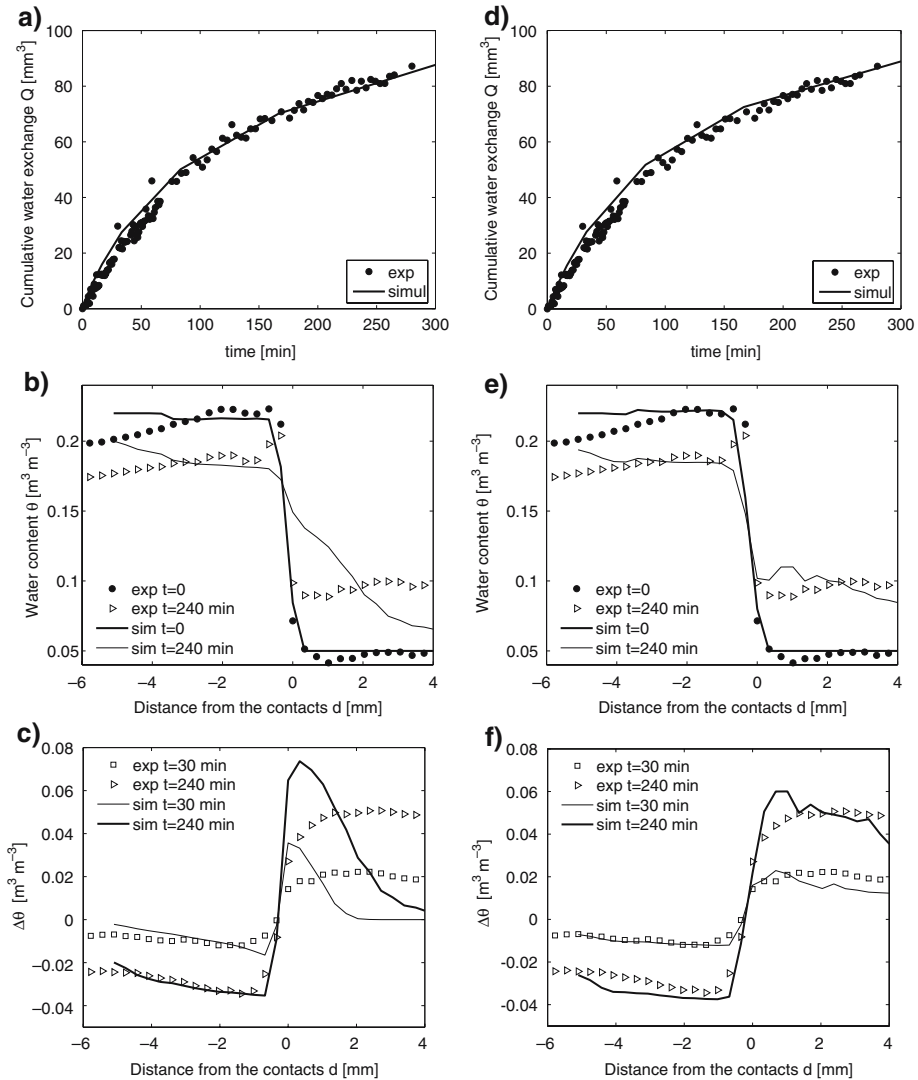 a)
100
80
60
40
20
0
Cumulative water exchange Q [mm³]
exp
simul
0 50 100 150 200 250 300
time [min]
d)
100
80
60
40
20
0
Cumulative water exchange Q [mm³]
exp
simul
0 50 100 150 200 250 300
time [min]
b)
0.2
0.15
0.1
0.05
Water content θ [m³ m⁻³]
exp t=0
exp t=240 min
sim t=0
sim t=240 min
−6 −4 −2 0 2 4
Distance from the contacts d [mm]
e)
0.2
0.15
0.1
0.05
Water content θ [m³ m⁻³]
exp t=0
exp t=240 min
sim t=0
sim t=240 min
−6 −4 −2 0 2 4
Distance from the contacts d [mm]
c)
0.08
0.06
0.04
0.02
0
−0.02
−0.04
Δθ [m³ m⁻³]
exp t=30 min
exp t=240 min
sim t=30 min
sim t=240 min
−6 −4 −2 0 2 4
Distance from the contacts d [mm]
f)
0.08
0.06
0.04
0.02
0
−0.02
−0.04
Δθ [m³ m⁻³]
exp t=30 min
exp t=240 min
sim t=30 min
sim t=240 min
−6 −4 −2 0 2 4
Distance from the contacts d [mm]